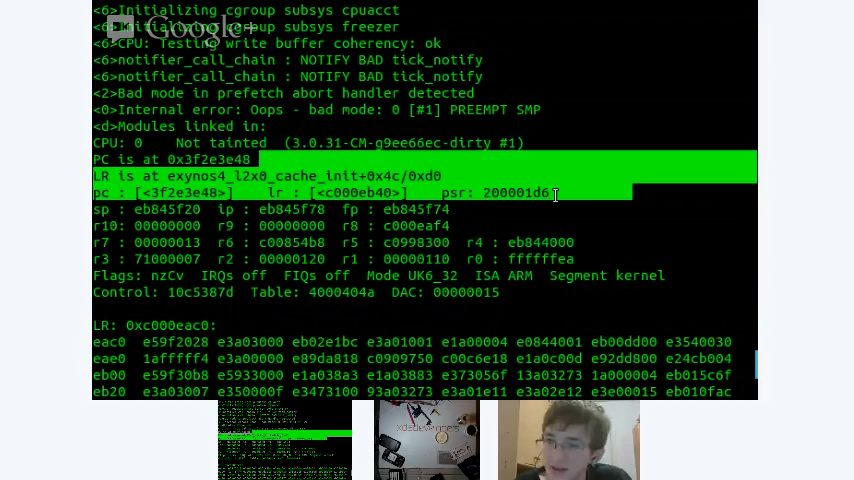 <6>Initializing cgroup subsys cpuacct
<6>Initializing cgroup subsys freezer
Google+
<6>CPU: Testing write buffer coherency: ok
<6>notifier_call_chain : NOTIFY BAD tick_notify
<6>notifier_call_chain : NOTIFY BAD tick_notify
<2>Bad mode in prefetch abort handler detected
<0>Internal error: Oops - bad mode: 0 [#1] PREEMPT SMP
<d>Modules linked in:
CPU: 0    Not tainted  (3.0.31-CM-g9ee66ec-dirty #1)
PC is at 0x3f2e3e48
LR is at exynos4_l2x0_cache_init+0x4c/0xd0
pc : [<3f2e3e48>]    lr : [<c000eb40>]    psr: 200001d6
sp : eb845f20  ip : eb845f78  fp : eb845f74
r10: 00000000  r9 : 00000000  r8 : c000eaf4
r7 : 00000013  r6 : c00854b8  r5 : c0998300  r4 : eb844000
r3 : 71000007  r2 : 00000120  r1 : 00000110  r0 : ffffffea
Flags: nzCv  IRQs off  FIQs off  Mode UK6_32  ISA ARM  Segment kernel
Control: 10c5387d  Table: 4000404a  DAC: 00000015
LR: 0xc000eac0:
eac0  e59f2028 e3a03000 eb02e1bc e3a01001 e1a00004 e0844001 eb00dd00 e3540030
eae0  1afffff4 e3a00000 e89da818 c0909750 c00c6e18 e1a0c00d e92dd800 e24cb004
eb00  e59f30b8 e5933000 e1a038a3 e1a03883 e373056f 13a03273 1a000004 eb015c6f
eb20  e3a03007 e350000f e3473100 93a03273 e3a01e11 e3a02e12 e3e00015 eb010fac
xdadevelopers